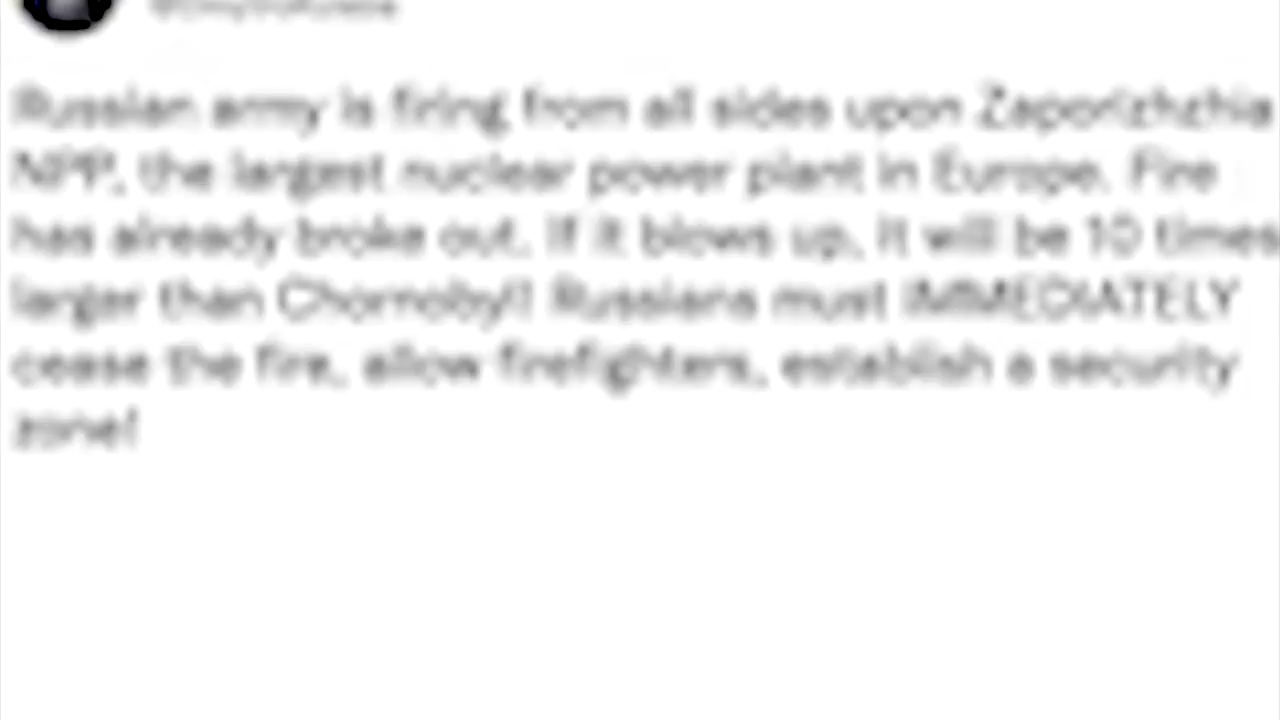 Russian army is firing from all sides upon Zaporizhzhia
NPP, the largest nuclear power plant in Europe. Fire
has already broke out. If it blows up, it will be 10 times
larger than Chornobyl! Russians must IMMEDIATELY
cease the fire, allow firefighters, establish a security
zone!